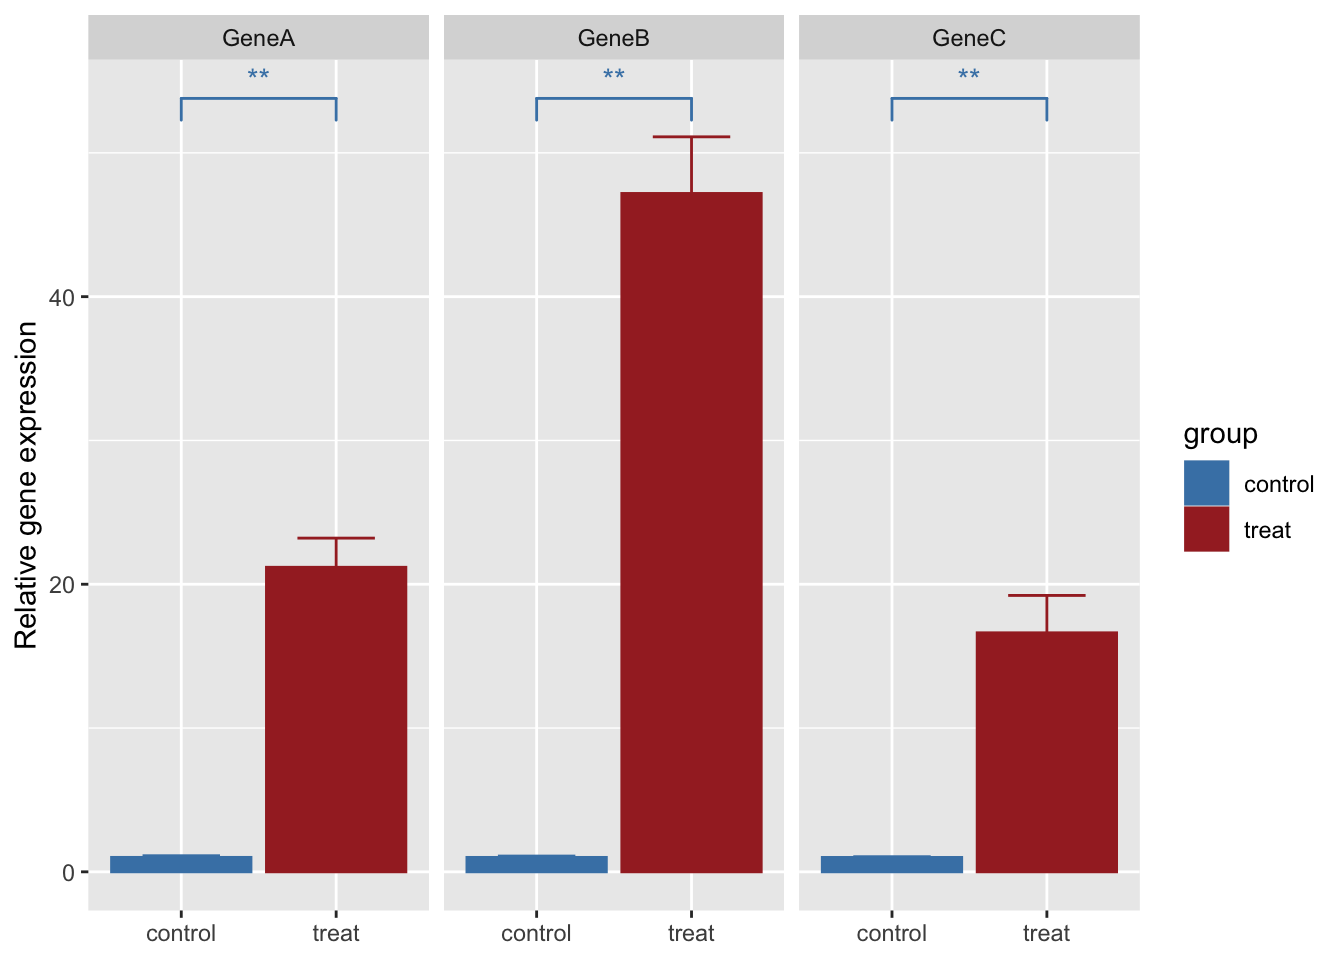 GeneA GeneB GeneC
** ** **
40
20
0
Relative gene expression
control treat control treat control treat
group
control
treat